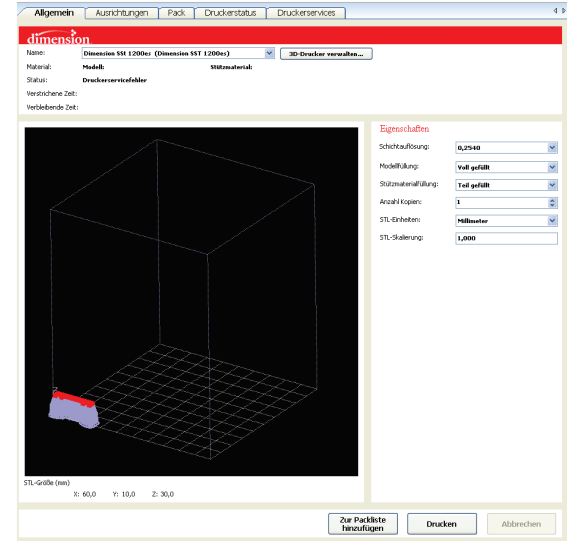 Allgemein Ausrichtungen Pack Druckerstatus Druckerservices
dimension
Name: Dimension SSt 1200es (Dimension SST 1200es) 3D-Drucker verwalten...
Material: Modell: Stützmaterial:
Status: Druckerservicefehler
Verstrichene Zeit:
Verbleibende Zeit:
Eigenschaften
Schichtauflösung: 0,2540
Modellfüllung: Voll gefüllt
Stützmaterialfüllung: Teil gefüllt
Anzahl Kopien: 1
STL-Einheiten: Millimeter
STL-Skalierung: 1,000
STL-Größe (mm)
X: 60,0 Y: 10,0 Z: 30,0
Zur Packliste
hinzufügen Drucken Abbrechen